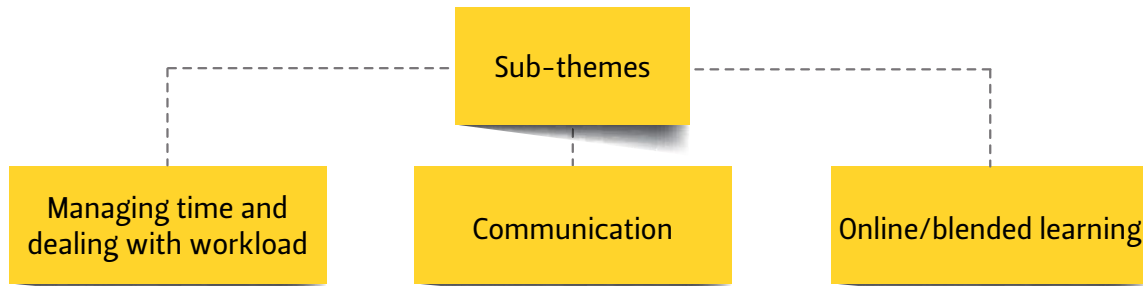 Sub-themes
Managing time and
dealing with workload
Communication
Online/blended learning